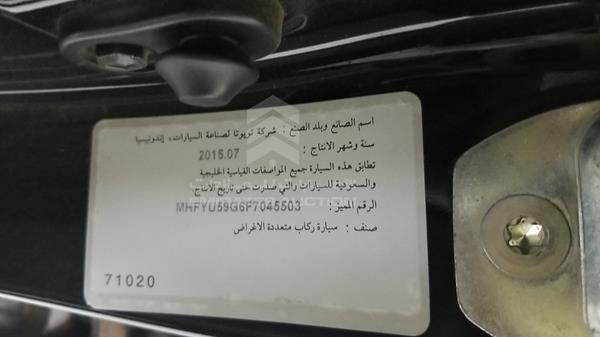 اسم الصانع وبلد الصنع : شركة تويوتا لصناعة السيارات ، إندونيسيا
سنة وشهر الانتاج : 2015.07
تطابق هذه السيارة جميع المواصفات القياسية الخليجية
والسعودية للسيارات والتي صدرت حتى تاريخ الانتاج
الرقم المميز : MHFYU59G6F7045503
صنف : سيارة ركاب متعددة الاغراض
71020